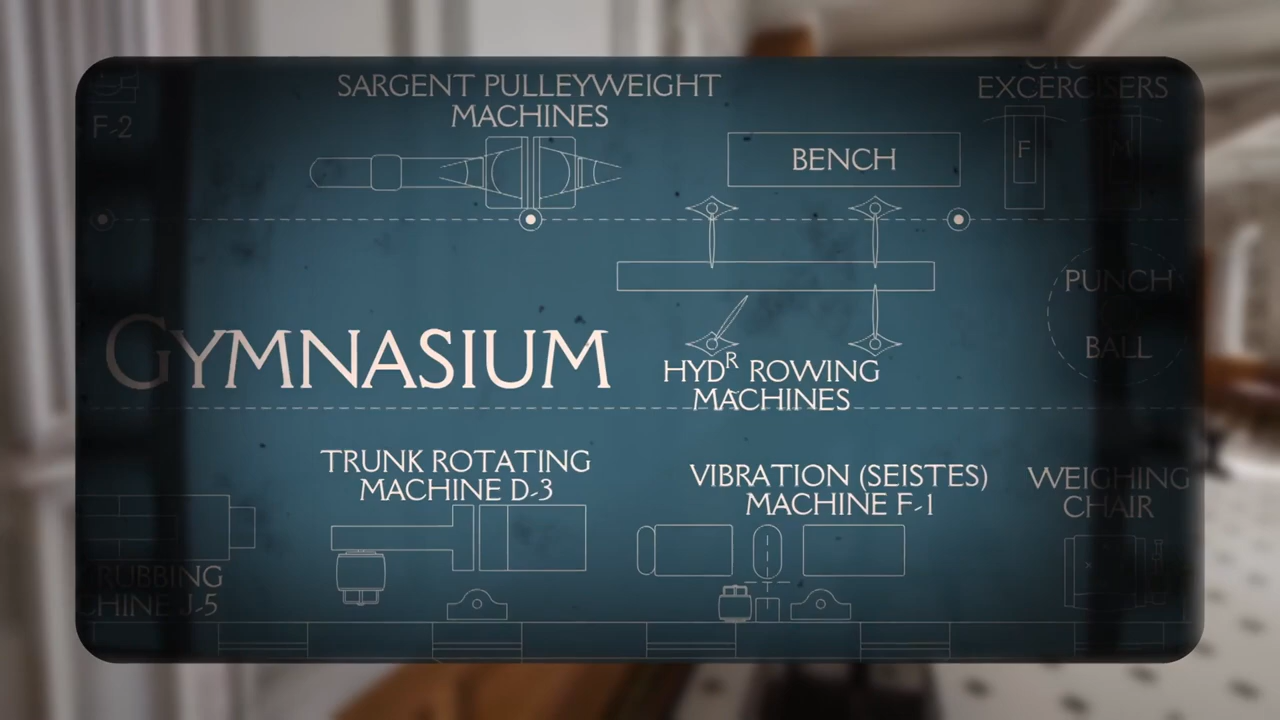 SARGENT PULLEYWEIGHT
MACHINES
EXCERCISERS
F-2
BENCH
F
M
PUNCH
BALL
GYMNASIUM
HYDR ROWING
MACHINES
TRUNK ROTATING
MACHINE D-3
VIBRATION (SEISTES)
MACHINE F-1
WEIGHING
CHAIR
RUBBING
CHINE J-5